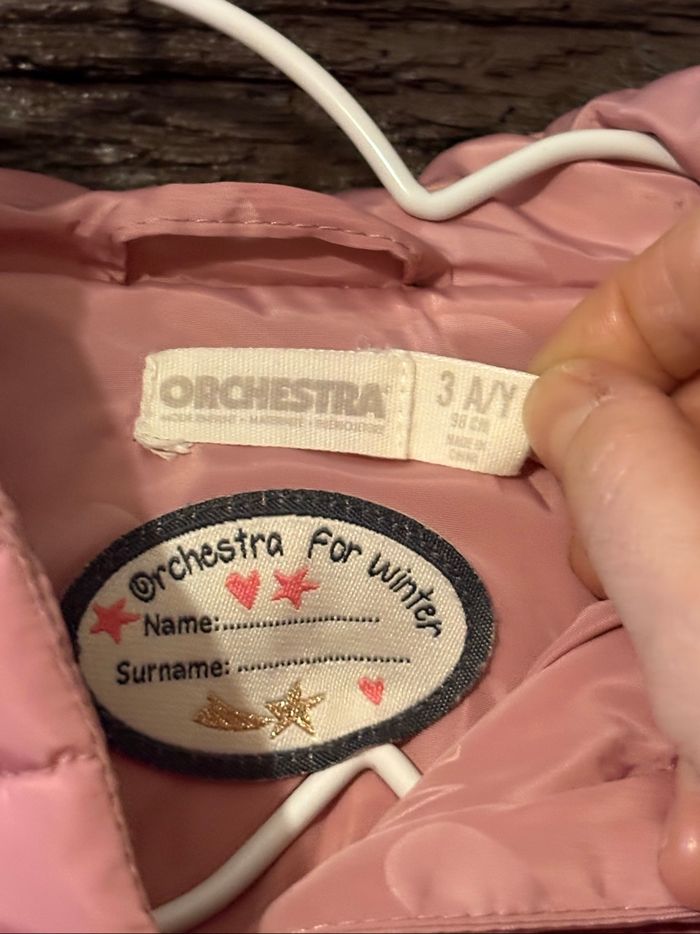 ORCHESTRA
3 A/Y
98 CM
MADE IN
CHINA
Orchestra for winter
Name:........................
Surname: ...........................